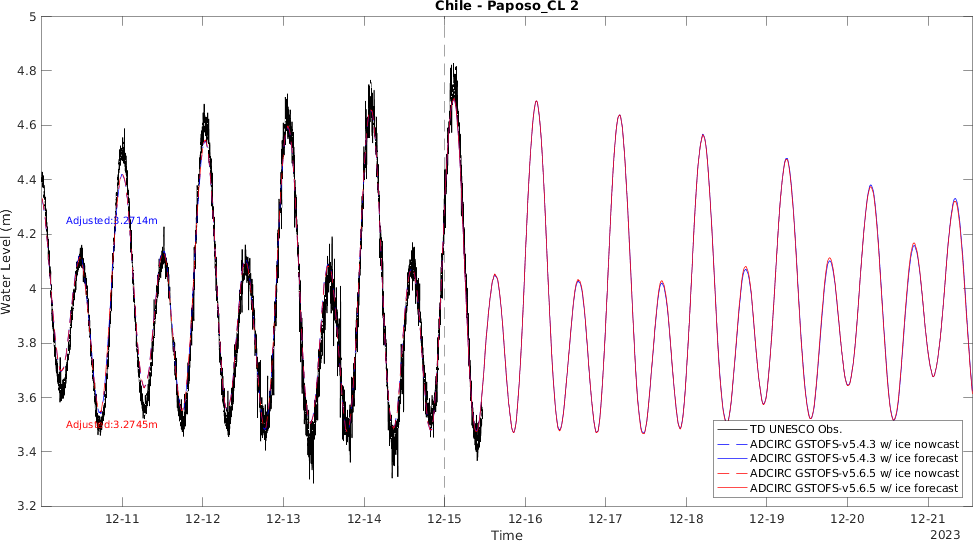 Chile - Paposo_CL 2
5
4.8
4.6
4.4
4.2
4
3.8
3.6
3.4
3.2
Water Level (m)
Adjusted:3.2714m
Adjusted:3.2745m
TD UNESCO Obs.
ADCIRC GSTOFS-v5.4.3 w/ ice nowcast
ADCIRC GSTOFS-v5.4.3 w/ ice forecast
ADCIRC GSTOFS-v5.6.5 w/ ice nowcast
ADCIRC GSTOFS-v5.6.5 w/ ice forecast
12-11 12-12 12-13 12-14 12-15 12-16 12-17 12-18 12-19 12-20 12-21
Time
2023